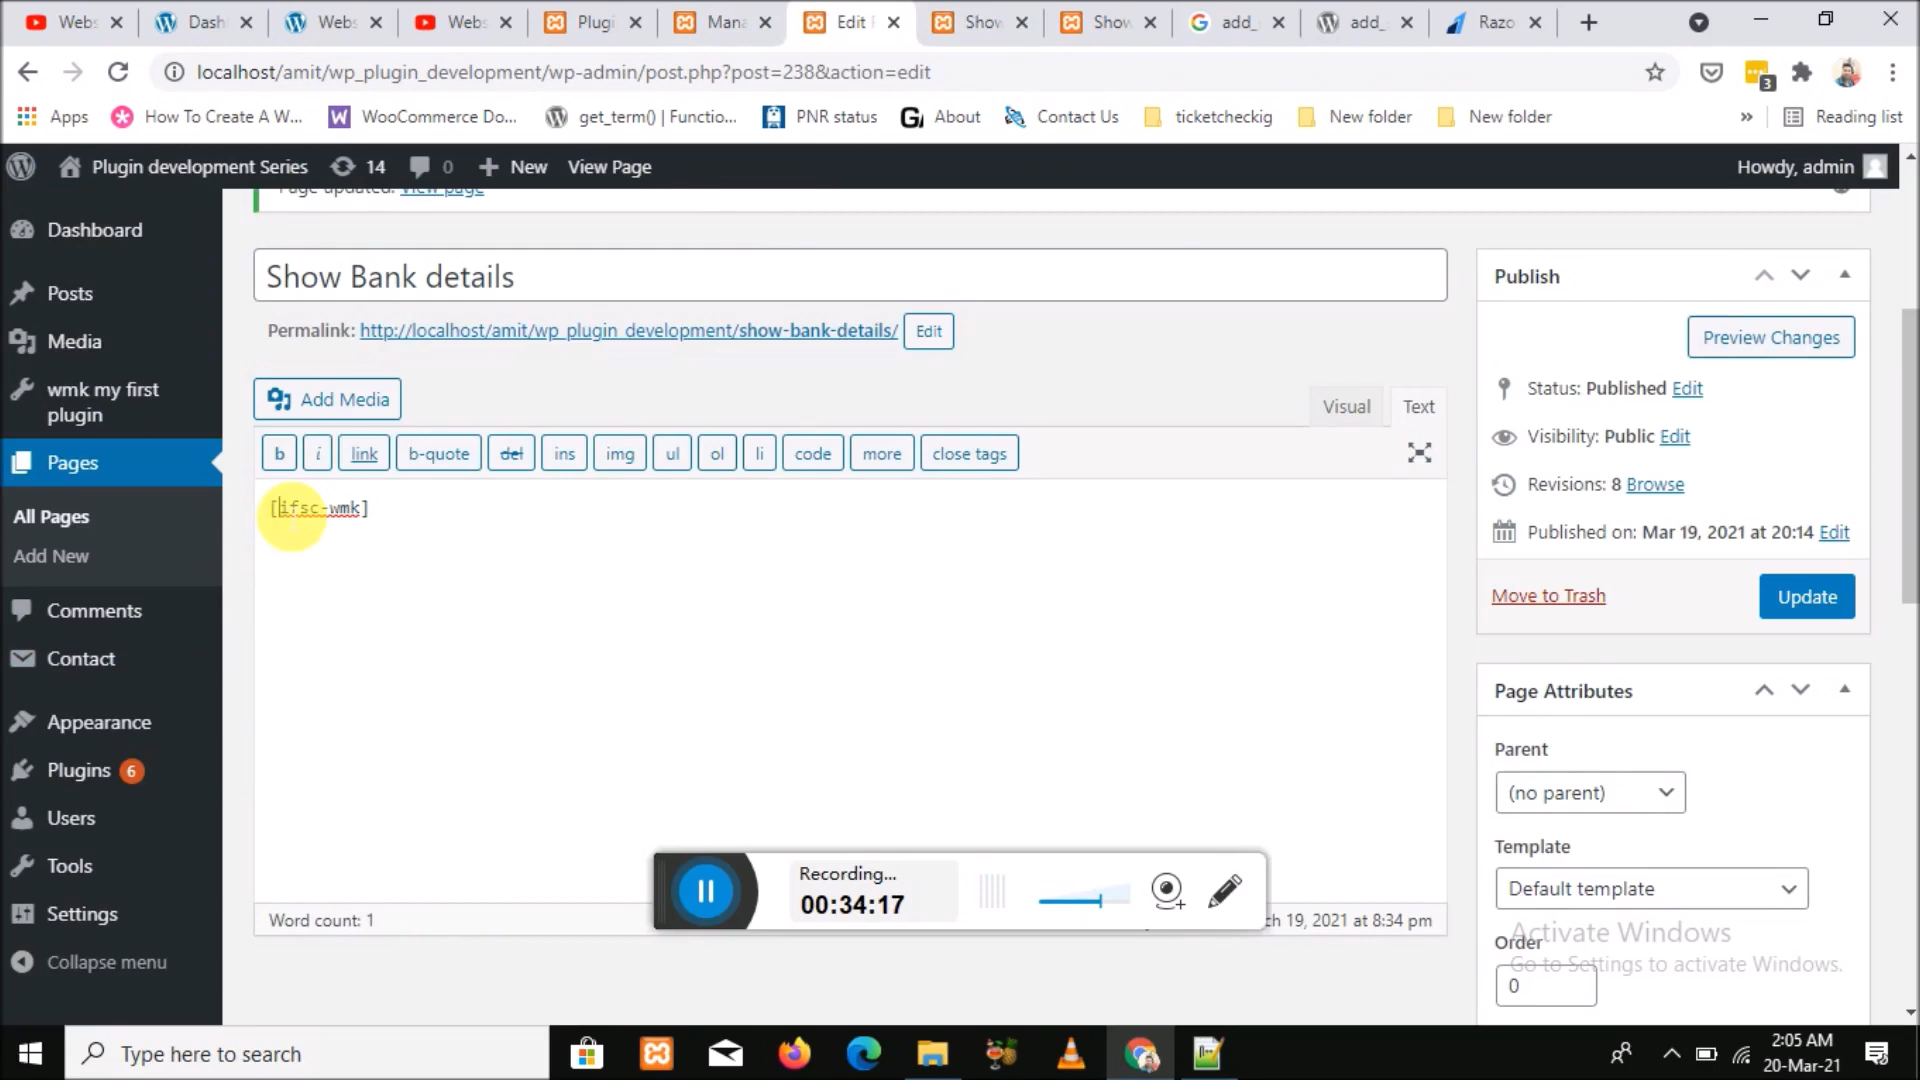 Webs
Dash
Webs
Webs
Plugi
Mana
Edit P
Show
Show
add_
add_
Razo
localhost/amit/wp_plugin_development/wp-admin/post.php?post=238&action=edit
3
Apps
How To Create A W...
WooCommerce Do...
get_term() | Functio...
PNR status
About
Contact Us
ticketcheckig
New folder
New folder
»
Reading list
Plugin development Series
14
0
New
View Page
Howdy, admin
Page updated. View page
Dashboard
Posts
Media
wmk my first
plugin
Pages
All Pages
Add New
Comments
Contact
Appearance
Plugins 6
Users
Tools
Settings
Collapse menu
Show Bank details
Permalink: http://localhost/amit/wp_plugin_development/show-bank-details/ Edit
Add Media
Visual
Text
b
i
link
b-quote
del
ins
img
ul
ol
li
code
more
close tags
[ifsc-wmk]
Word count: 1
ch 19, 2021 at 8:34 pm
Recording...
00:34:17
Publish
Preview Changes
Status: Published Edit
Visibility: Public Edit
Revisions: 8 Browse
Published on: Mar 19, 2021 at 20:14 Edit
Move to Trash
Update
Page Attributes
Parent
(no parent)
Template
Default template
Order
0
Activate Windows
Go to Settings to activate Windows.
Type here to search
2:05 AM
20-Mar-21